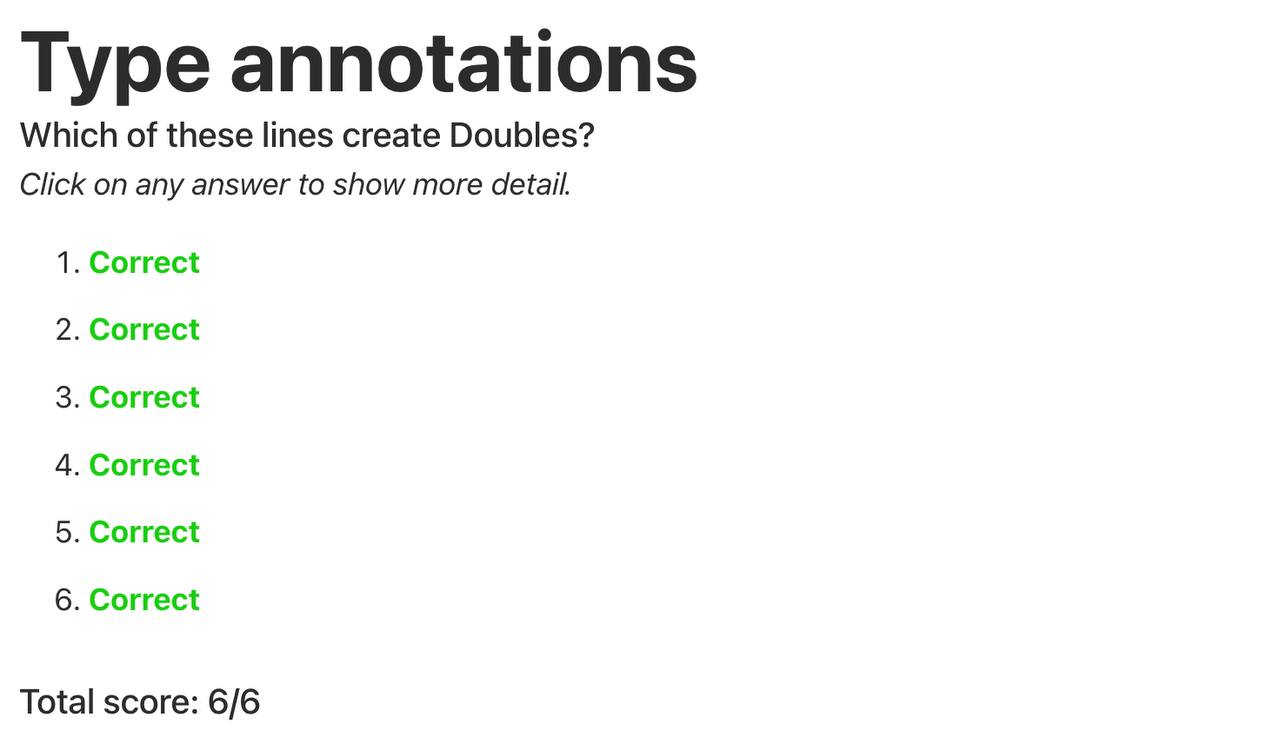 Type annotations
Which of these lines create Doubles?
Click on any answer to show more detail.
1. Correct
2. Correct
3. Correct
4. Correct
5. Correct
6. Correct
Total score: 6/6